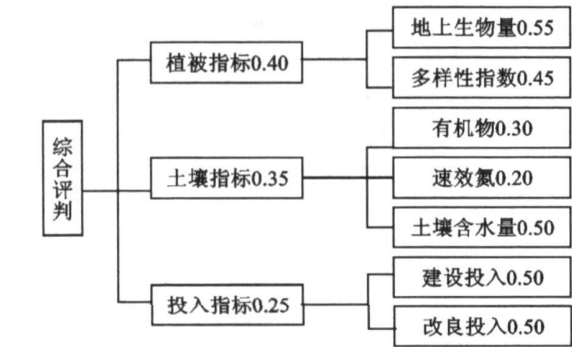 综合评判
植被指标0.40
地上生物量0.55
多样性指数0.45
土壤指标0.35
有机物0.30
速效氮0.20
土壤含水量0.50
投入指标0.25
建设投入0.50
改良投入0.50